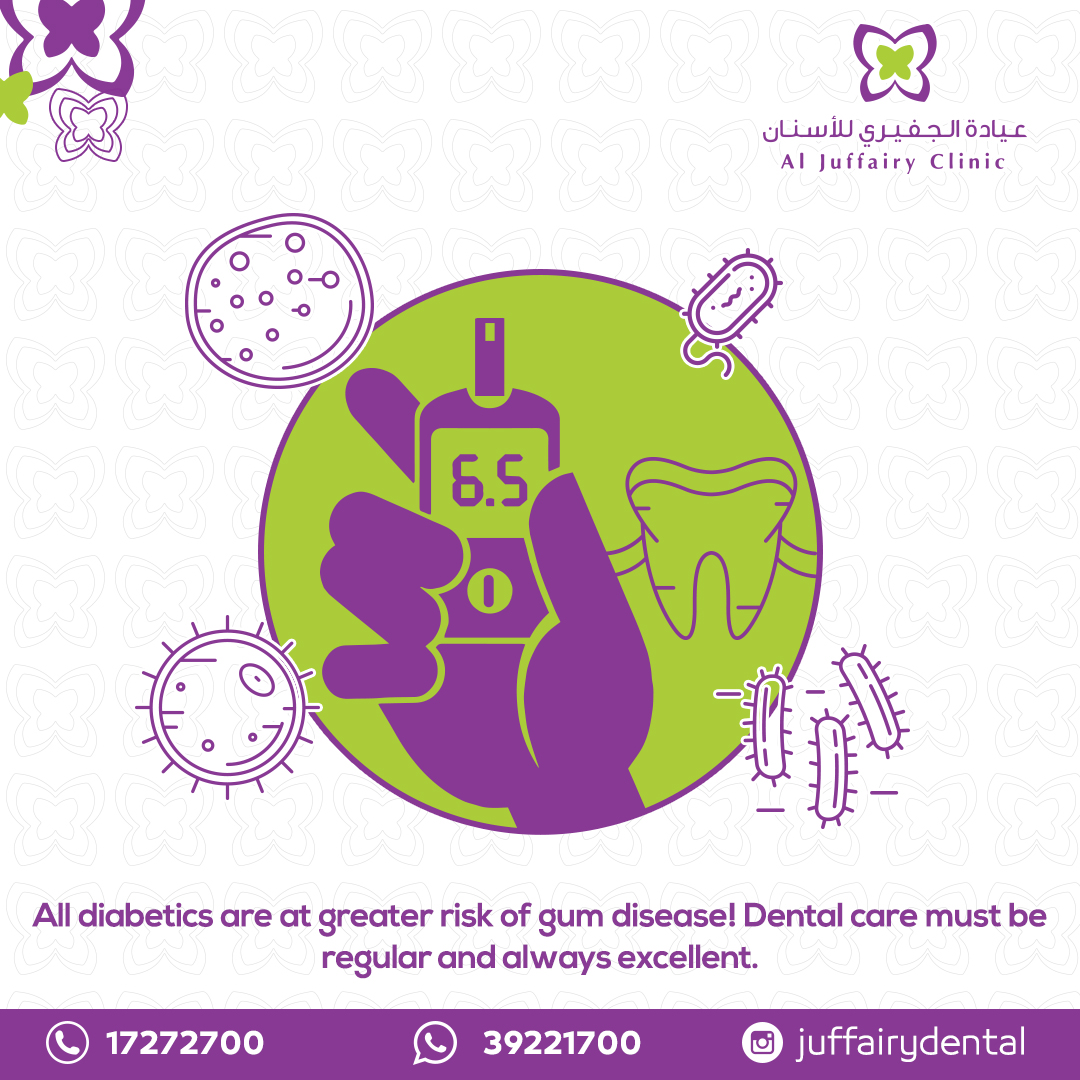 عيادة الجفيري للأسنان
Al Juffairy Clinic
6.5
All diabetics are at greater risk of gum disease! Dental care must be
regular and always excellent.
17272700
39221700
juffairydental